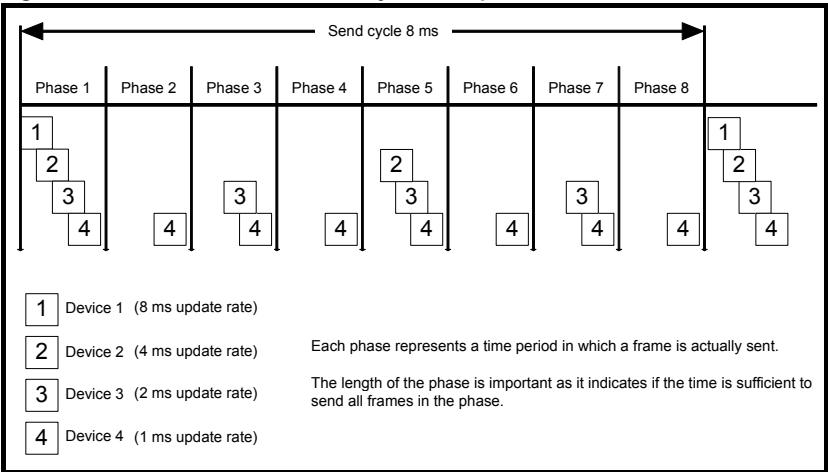 Send cycle 8 ms
Phase 1 Phase 2 Phase 3 Phase 4 Phase 5 Phase 6 Phase 7 Phase 8
1 1
2 2 2
3 3 3 3 3
4 4 4 4 4 4 4 4 4
1 Device 1 (8 ms update rate)
2 Device 2 (4 ms update rate)
3 Device 3 (2 ms update rate)
4 Device 4 (1 ms update rate)
Each phase represents a time period in which a frame is actually sent.
The length of the phase is important as it indicates if the time is sufficient to
send all frames in the phase.